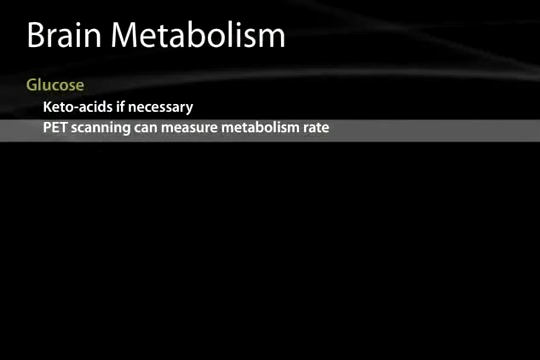 Brain Metabolism
Glucose
Keto-acids if necessary
PET scanning can measure metabolism rate